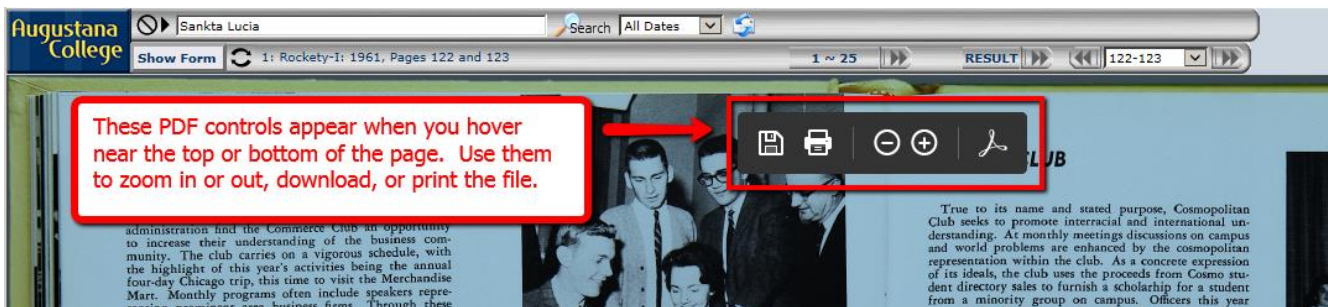 Augustana
College
Sankta Lucia
Search
All Dates
Show Form
1: Rockety-I: 1961, Pages 122 and 123
1 ~ 25
RESULT
122-123
These PDF controls appear when you hover
near the top or bottom of the page.  Use them
to zoom in or out, download, or print the file.
administration find the Commerce Club an opportunity
to increase their understanding of the business com-
munity. The club carries on a vigorous schedule, with
the highlight of this year's activities being the annual
four-day Chicago trip, this time to visit the Merchandise
Mart. Monthly programs often include speakers repre-
business firms. Through these
CLUB
True to its name and stated purpose, Cosmopolitan
Club seeks to promote interracial and international un-
derstanding. At monthly meetings discussions on campus
and world problems are enhanced by the cosmopolitan
representation within the club. As a concrete expression
of its ideals, the club uses the proceeds from Cosmo stu-
dent directory sales to furnish a scholarhip for a student
from a minority group on campus. Officers this year